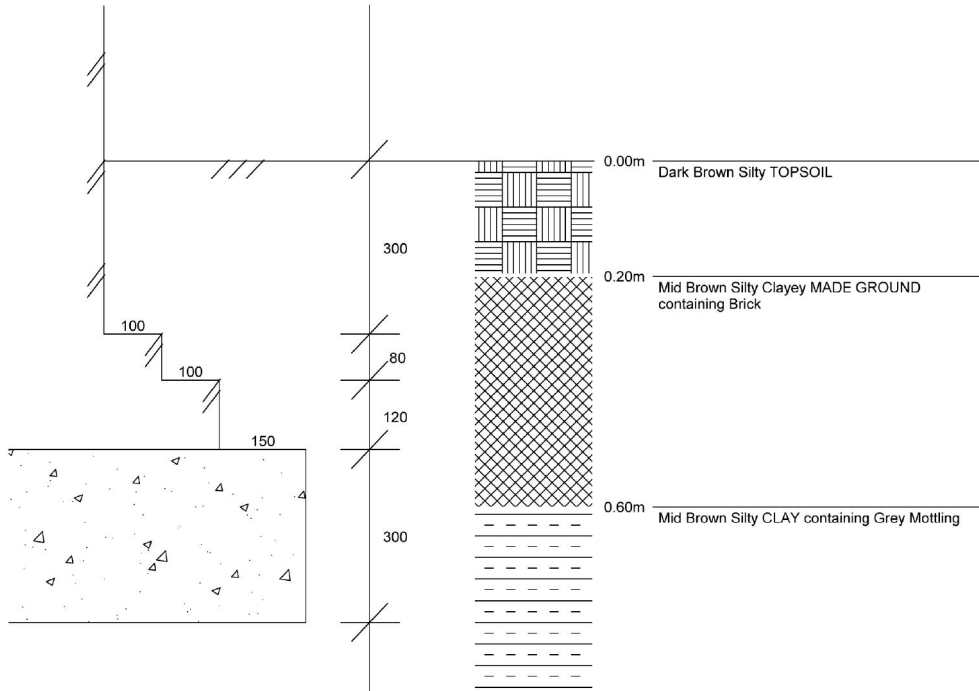 0.00m
Dark Brown Silty TOPSOIL
300
0.20m
Mid Brown Silty Clayey MADE GROUND
containing Brick
100
80
100
120
150
0.60m
Mid Brown Silty CLAY containing Grey Mottling
300